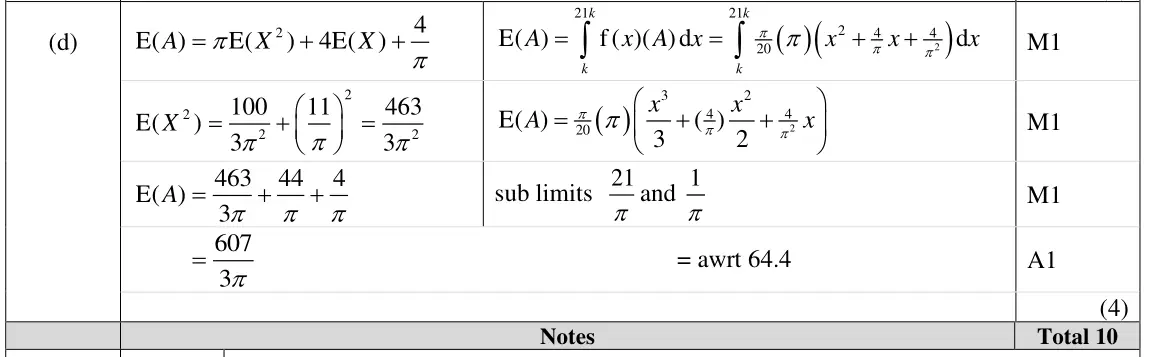 (d) E(A) = πE(X²) + 4E(X) + 4/π E(A) = ∫_k^{21k} f(x)(A)dx = ∫_k^{21k} π/20 (π)(x² + 4/π x + 4/π²)dx M1
E(X²) = 100/3π² + (11/π)² = 463/3π² E(A) = π/20 (π)(x³/3 + (4/π) x²/2 + 4/π² x) M1
E(A) = 463/3π + 44/π + 4/π sub limits 21/π and 1/π M1
= 607/3π = awrt 64.4 A1
(4)
Notes Total 10